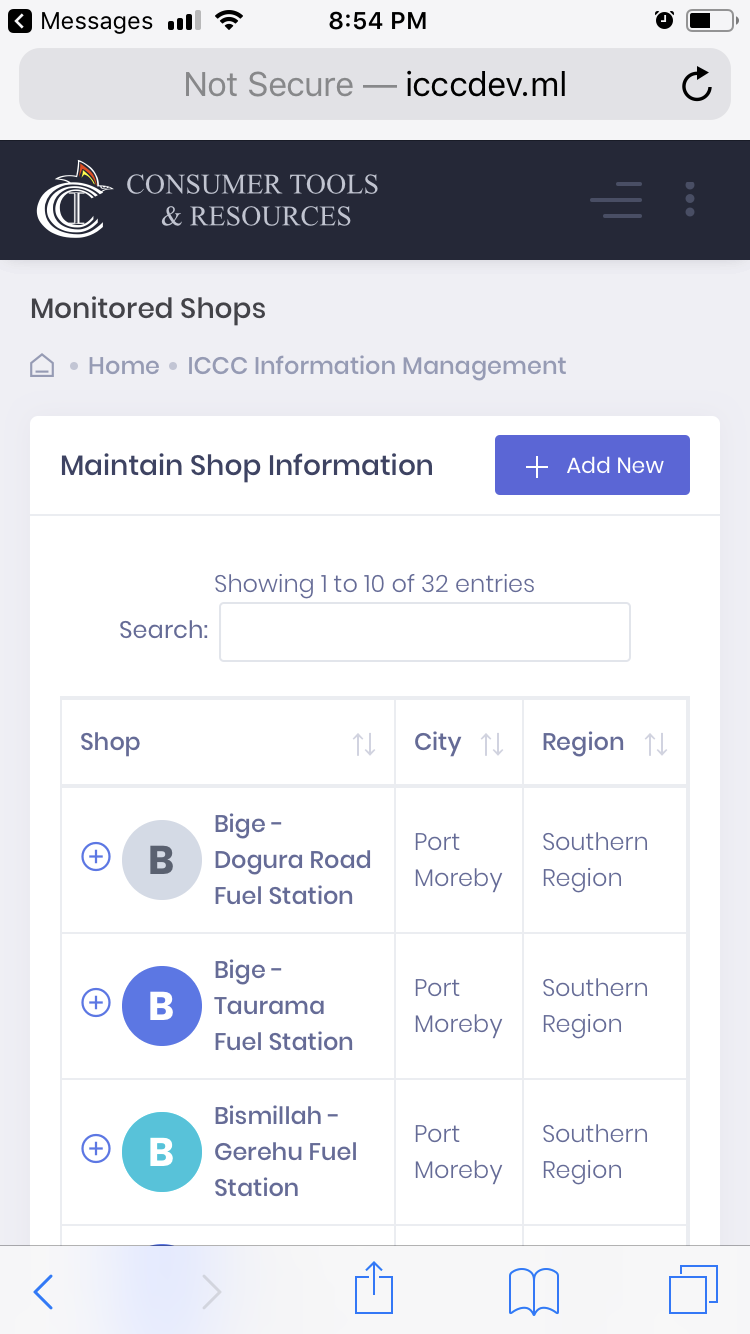 Messages 8:54 PM
Not Secure — icccdev.ml
CONSUMER TOOLS
& RESOURCES
Monitored Shops
Home • ICCC Information Management
Maintain Shop Information
Add New
Showing 1 to 10 of 32 entries
Search:
Shop City Region
B
Bige -
Dogura Road
Fuel Station
Port
Moreby
Southern
Region
B
Bige -
Taurama
Fuel Station
Port
Moreby
Southern
Region
B
Bismillah -
Gerehu Fuel
Station
Port
Moreby
Southern
Region